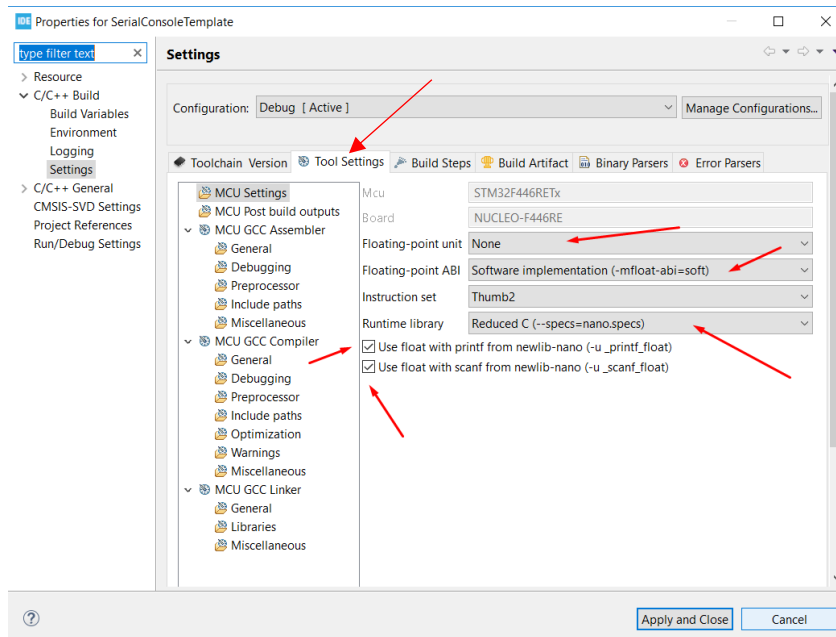 IDE Properties for SerialConsoleTemplate
type filter text
Resource
C/C++ Build
Build Variables
Environment
Logging
Settings
C/C++ General
CMSIS-SVD Settings
Project References
Run/Debug Settings
Settings
Configuration: Debug [ Active ] Manage Configurations...
Toolchain Version Tool Settings Build Steps Build Artifact Binary Parsers Error Parsers
MCU Settings
MCU Post build outputs
MCU GCC Assembler
General
Debugging
Preprocessor
Include paths
Miscellaneous
MCU GCC Compiler
General
Debugging
Preprocessor
Include paths
Optimization
Warnings
Miscellaneous
MCU GCC Linker
General
Libraries
Miscellaneous
Mcu STM32F446RETx
Board NUCLEO-F446RE
Floating-point unit None
Floating-point ABI Software implementation (-mfloat-abi=soft)
Instruction set Thumb2
Runtime library Reduced C (--specs=nano.specs)
Use float with printf from newlib-nano (-u _printf_float)
Use float with scanf from newlib-nano (-u _scanf_float)
? Apply and Close Cancel